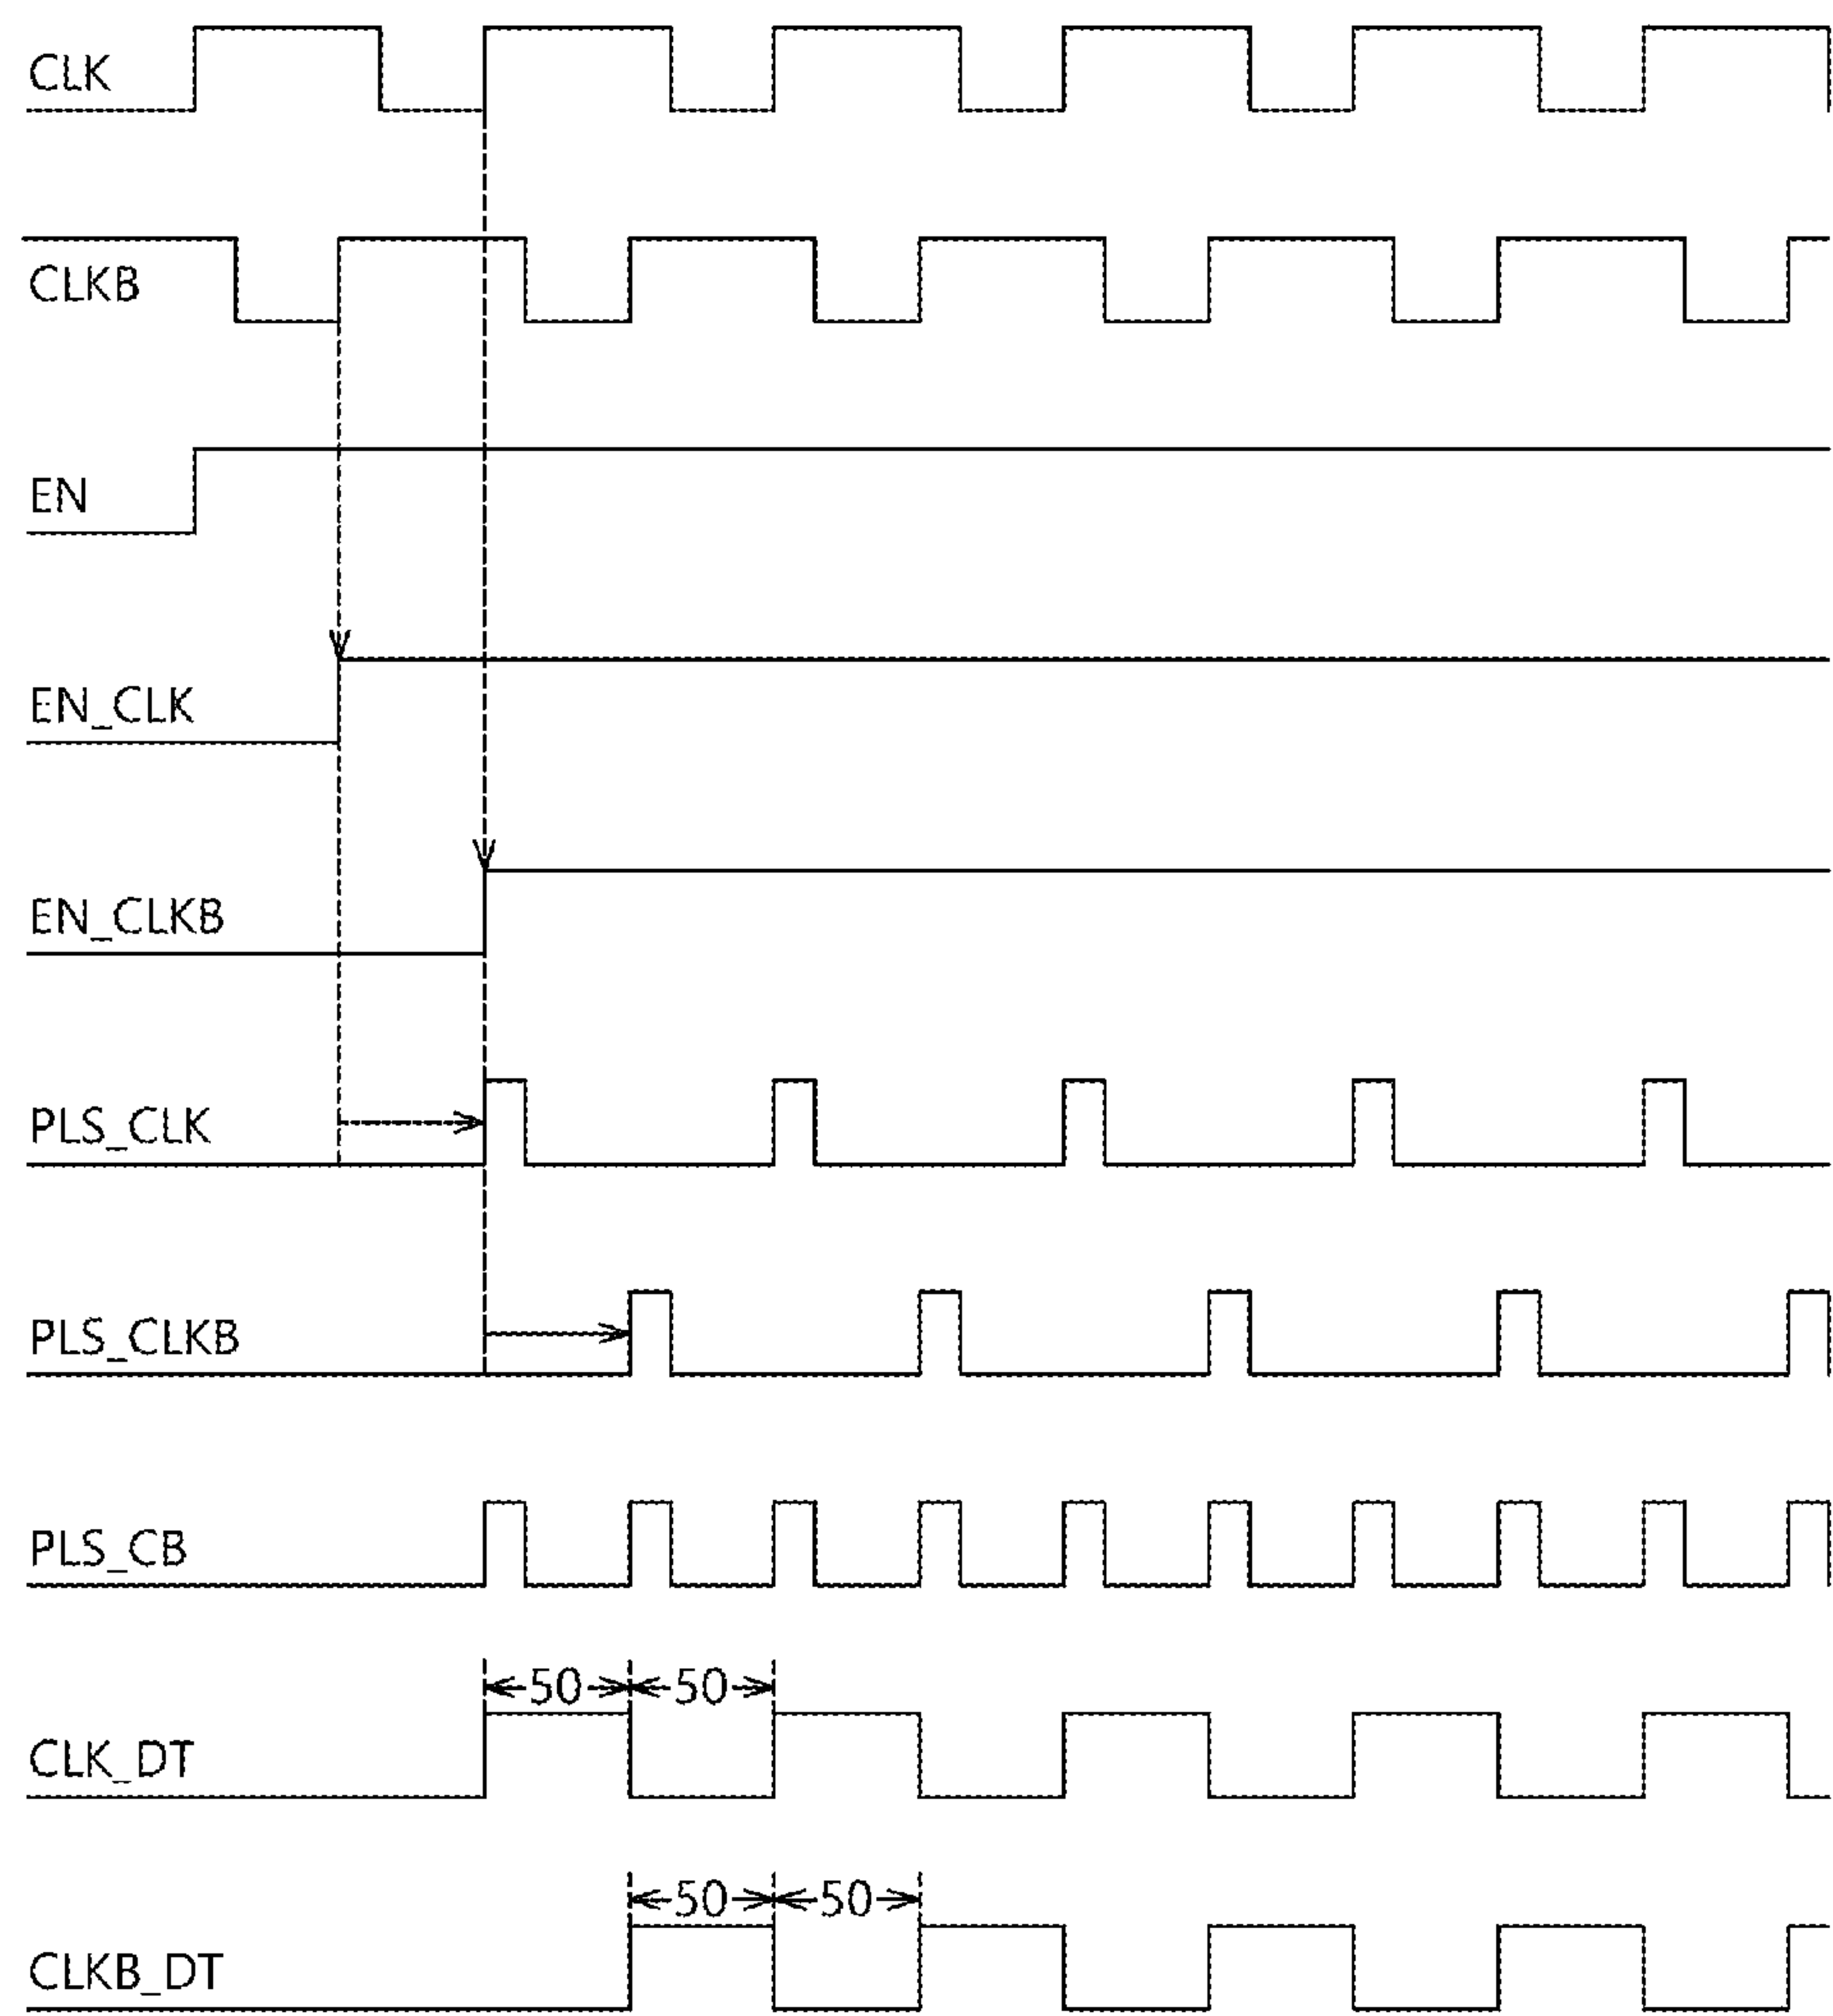 CLK
CLKB
EN
EN_CLK
EN_CLKB
PLS_CLK
PLS_CLKB
PLS_CB
50 50
CLK_DT
50 50
CLKB_DT